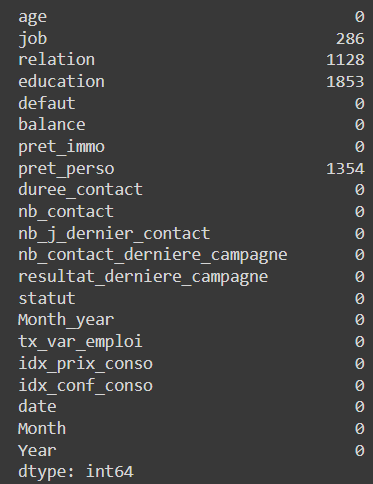 age 0
job 286
relation 1128
education 1853
defaut 0
balance 0
pret_immo 0
pret_perso 1354
duree_contact 0
nb_contact 0
nb_j_dernier_contact 0
nb_contact_derniere_campagne 0
resultat_derniere_campagne 0
statut 0
Month_year 0
tx_var_emploi 0
idx_prix_conso 0
idx_conf_conso 0
date 0
Month 0
Year 0
dtype: int64